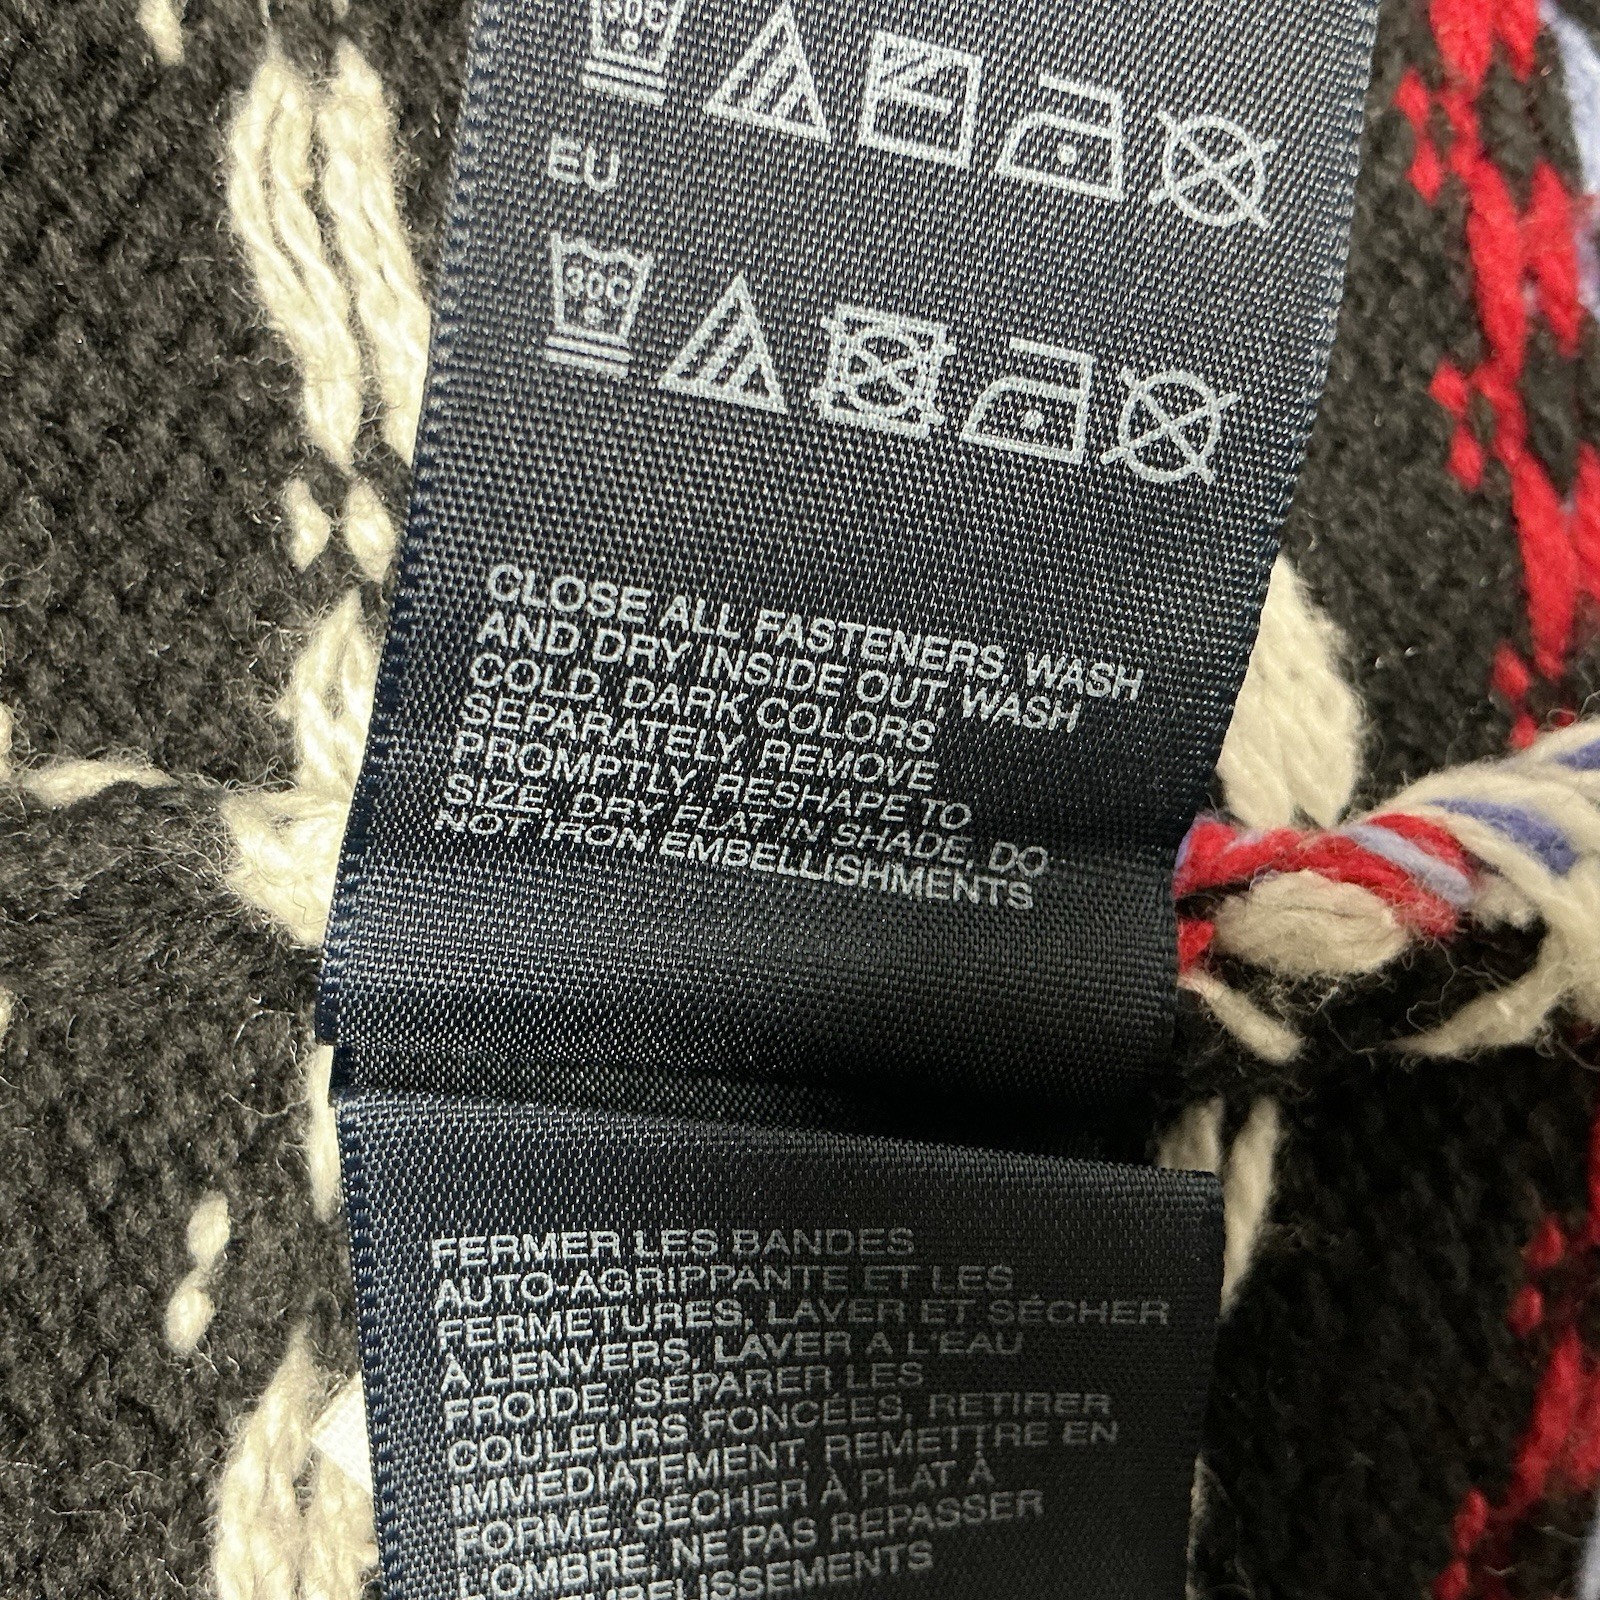 30C
EU
30C
CLOSE ALL FASTENERS, WASH
AND DRY INSIDE OUT, WASH
COLD, DARK COLORS
SEPARATELY, REMOVE
PROMPTLY, RESHAPE TO
SIZE, DRY FLAT IN SHADE, DO
NOT IRON EMBELLISHMENTS
FERMER LES BANDES
AUTO-AGRIPPANTE ET LES
FERMETURES, LAVER ET SÉCHER
À L'ENVERS, LAVER A L'EAU
FROIDE, SÉPARER LES
COULEURS FONCÉES, RETIRER
IMMÉDIATEMENT, REMETTRE EN
FORME, SÉCHER À PLAT À
L'OMBRE, NE PAS REPASSER